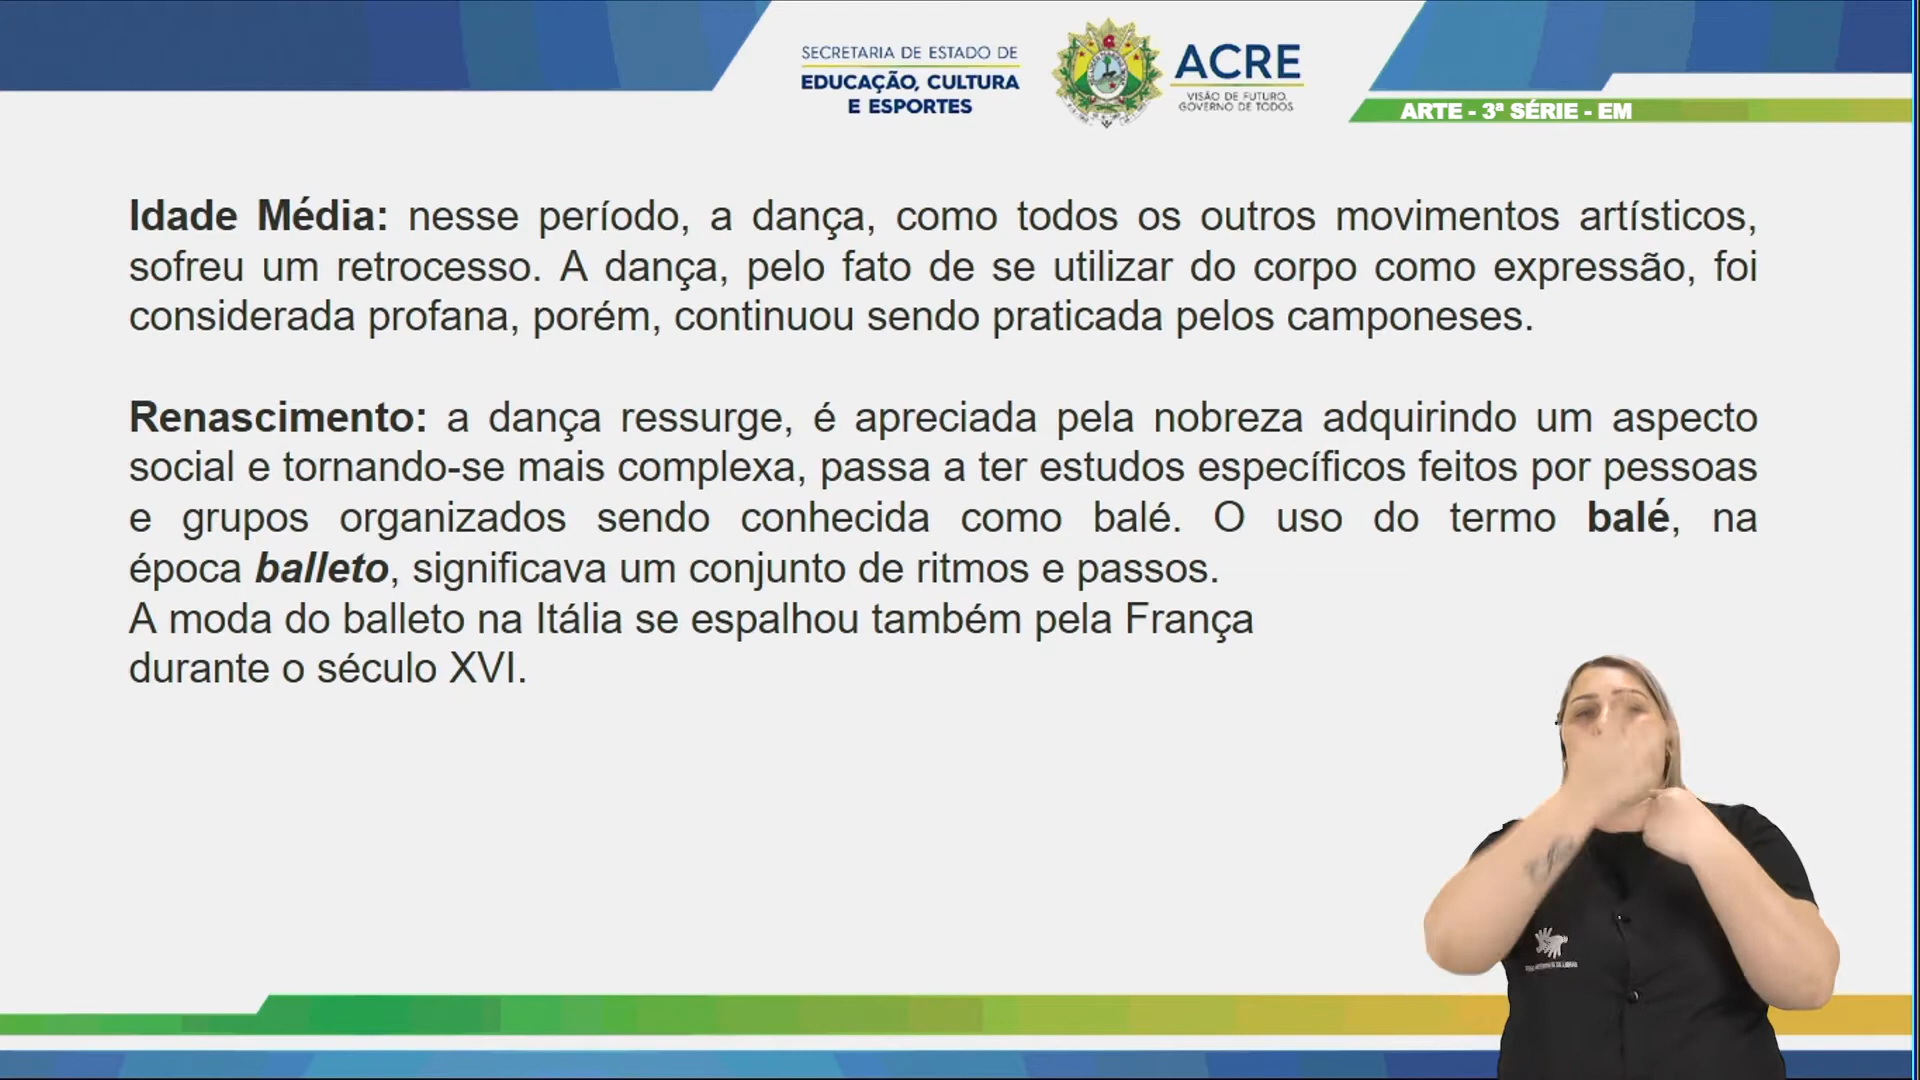 SECRETARIA DE ESTADO DE
EDUCAÇÃO, CULTURA
E ESPORTES
ACRE
VISÃO DE FUTURO.
GOVERNO DE TODOS
ARTE - 3ª SÉRIE - EM
Idade Média: nesse período, a dança, como todos os outros movimentos artísticos,
sofreu um retrocesso. A dança, pelo fato de se utilizar do corpo como expressão, foi
considerada profana, porém, continuou sendo praticada pelos camponeses.
Renascimento: a dança ressurge, é apreciada pela nobreza adquirindo um aspecto
social e tornando-se mais complexa, passa a ter estudos específicos feitos por pessoas
e grupos organizados sendo conhecida como balé. O uso do termo balé, na
época balleto, significava um conjunto de ritmos e passos.
A moda do balleto na Itália se espalhou também pela França
durante o século XVI.